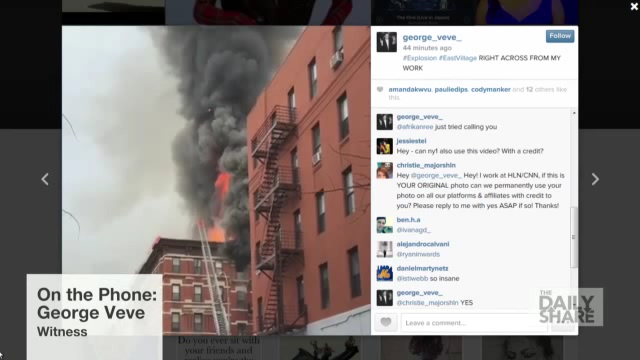 george_veve_
Follow
44 minutes ago
#Explosion #EastVillage RIGHT ACROSS FROM MY
WORK
amandakwvu, pauliedips, codymanker and 12 others like
this.
george_veve_
@afrikanree just tried calling you
jessiestei
Hey - can ny1 also use this video? With a credit?
christie_majorshin
Hey @george_veve_ Hey! I work at HLN/CNN, if this is
YOUR ORIGINAL photo can we permanently use your
photo on all our platforms & affiliates with credit to
you? Please reply to me with yes ASAP if so! Thanks!
ben.h.a
@ivanagd_
alejandrocalvani
@ryaninwards
danielmartynetz
@istiwebb so insane
george_veve_
@christie_majorshin YES
Leave a comment...
On the Phone:
George Veve
Witness
THE
DAILY
SHARE
Do you ever sit with
your friends and